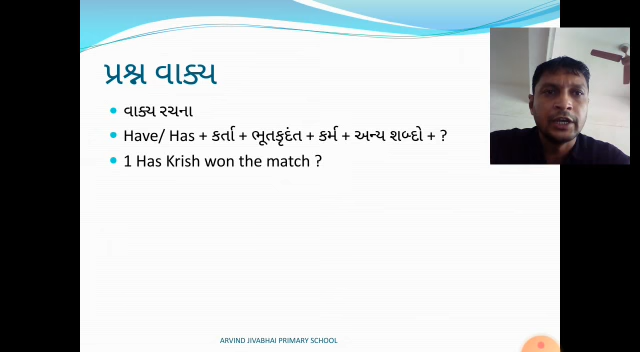 પ્રશ્ન વાક્ય
વાક્ય રચના
Have/ Has + કર્તા + ભૂતકૃદંત + કર્મ + અન્ય શબ્દો + ?
1 Has Krish won the match ?
ARVIND JIVABHAI PRIMARY SCHOOL